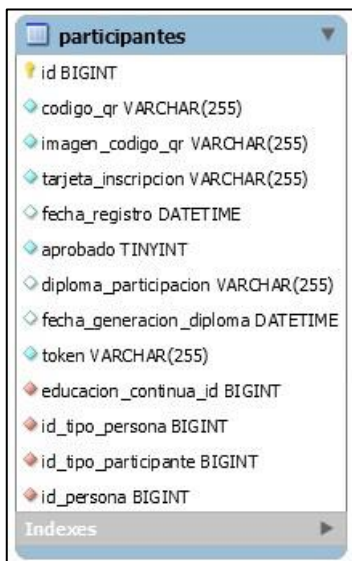 participantes
id BIGINT
codigo_qr VARCHAR(255)
imagen_codigo_qr VARCHAR(255)
tarjeta_inscripcion VARCHAR(255)
fecha_registro DATETIME
aprobado TINYINT
diploma_participacion VARCHAR(255)
fecha_generacion_diploma DATETIME
token VARCHAR(255)
educacion_continua_id BIGINT
id_tipo_persona BIGINT
id_tipo_participante BIGINT
id_persona BIGINT
Indexes